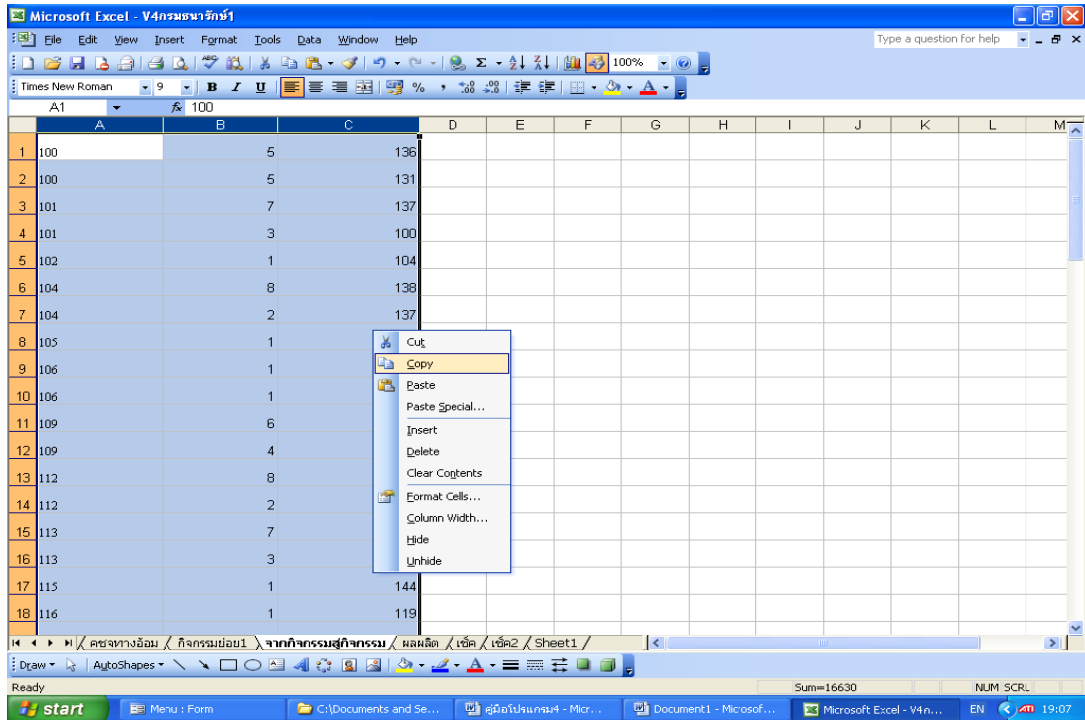 Microsoft Excel - V4กรมธนารักษ์1
File Edit View Insert Format Tools Data Window Help Type a question for help
100%
Times New Roman 9 B I U %
A1 fx 100
A B C D E F G H I J K L M
1 100 5 136
2 100 5 131
3 101 7 137
4 101 3 100
5 102 1 104
6 104 8 138
7 104 2 137
8 105 1
9 106 1
10 106 1
11 109 6
12 109 4
13 112 8
14 112 2
15 113 7
16 113 3
17 115 1 144
18 116 1 119
Cut
Copy
Paste
Paste Special...
Insert
Delete
Clear Contents
Format Cells...
Column Width...
Hide
Unhide
คชจทางอ้อม กิจกรรมย่อย1 จากกิจกรรมสู่กิจกรรม ผลผลิต เช้ค เช้ค2 Sheet1
Draw AutoShapes
Ready Sum=16630 NUM SCRL
start Menu : Form C:\Documents and Se... คู่มือโปรแกรม4 - Micr... Document1 - Microsof... Microsoft Excel - V4ก... EN 19:07